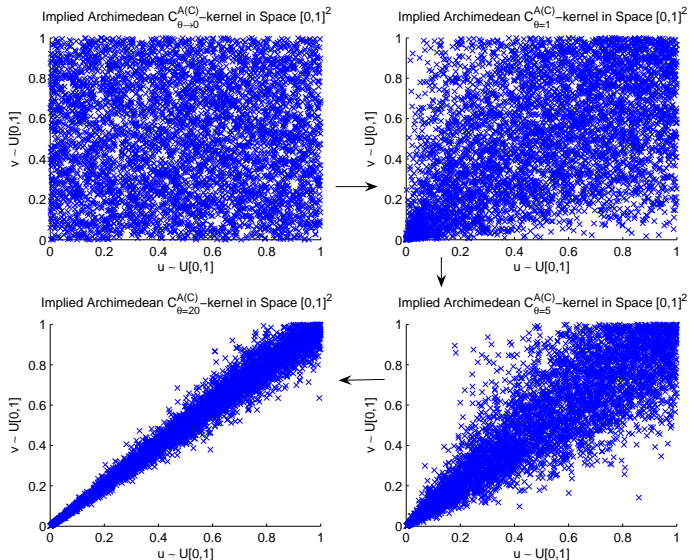 Implied Archimedean C^{A(C)}_{θ→0}−kernel in Space [0,1]^2
1
0.8
0.6
0.4
0.2
0
v ~ U[0,1]
0 0.2 0.4 0.6 0.8 1
u ~ U[0,1]
Implied Archimedean C^{A(C)}_{θ=1}−kernel in Space [0,1]^2
1
0.8
0.6
0.4
0.2
0
v ~ U[0,1]
0 0.2 0.4 0.6 0.8 1
u ~ U[0,1]
Implied Archimedean C^{A(C)}_{θ=20}−kernel in Space [0,1]^2
1
0.8
0.6
0.4
0.2
0
v ~ U[0,1]
0 0.2 0.4 0.6 0.8 1
u ~ U[0,1]
Implied Archimedean C^{A(C)}_{θ=5}−kernel in Space [0,1]^2
1
0.8
0.6
0.4
0.2
0
v ~ U[0,1]
0 0.2 0.4 0.6 0.8 1
u ~ U[0,1]